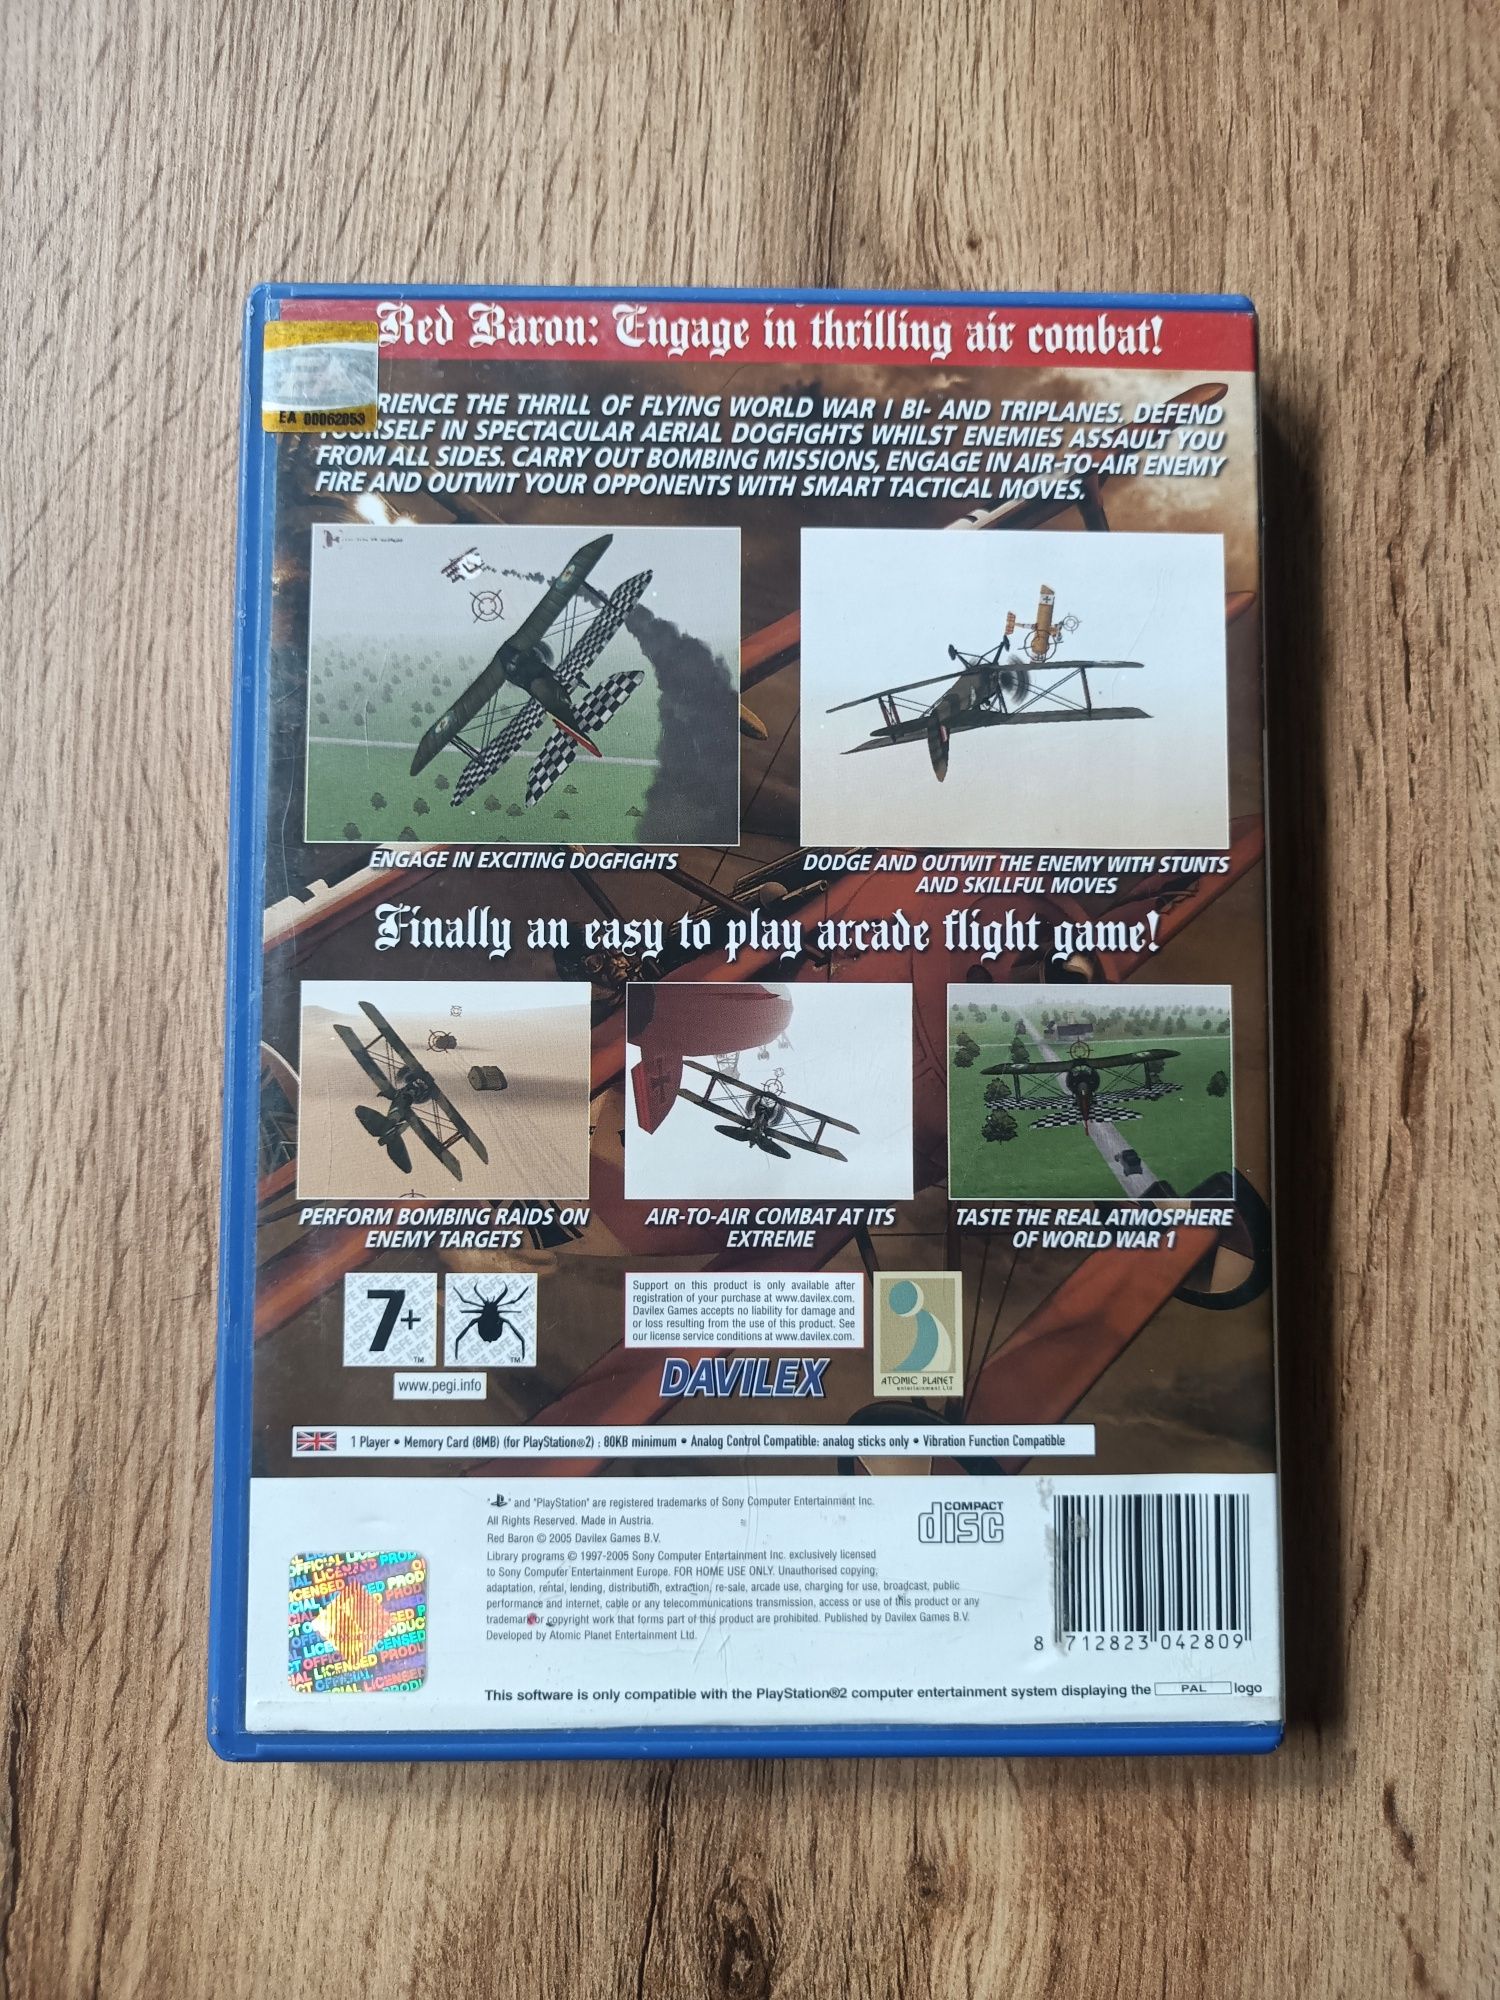 Red Baron: Engage in thrilling air combat!
EA 00062053
RIENCE THE THRILL OF FLYING WORLD WAR I BI- AND TRIPLANES, DEFEND
YOURSELF IN SPECTACULAR AERIAL DOGFIGHTS WHILST ENEMIES ASSAULT YOU
FROM ALL SIDES. CARRY OUT BOMBING MISSIONS, ENGAGE IN AIR-TO-AIR ENEMY
FIRE AND OUTWIT YOUR OPPONENTS WITH SMART TACTICAL MOVES.
ENGAGE IN EXCITING DOGFIGHTS
DODGE AND OUTWIT THE ENEMY WITH STUNTS
AND SKILLFUL MOVES
Finally an easy to play arcade flight game!
PERFORM BOMBING RAIDS ON
ENEMY TARGETS
AIR-TO-AIR COMBAT AT ITS
EXTREME
TASTE THE REAL ATMOSPHERE
OF WORLD WAR 1
7+
TM
TM
www.pegi.info
Support on this product is only available after
registration of your purchase at www.davilex.com.
Davilex Games accepts no liability for damage and
or loss resulting from the use of this product. See
our license service conditions at www.davilex.com.
DAVILEX
ATOMIC PLANET
entertainment Ltd
1 Player • Memory Card (8MB) (for PlayStation®2) : 80KB minimum • Analog Control Compatible: analog sticks only • Vibration Function Compatible
" " and "PlayStation" are registered trademarks of Sony Computer Entertainment Inc.
All Rights Reserved. Made in Austria.
Red Baron © 2005 Davilex Games B.V.
Library programs © 1997-2005 Sony Computer Entertainment Inc. exclusively licensed
to Sony Computer Entertainment Europe. FOR HOME USE ONLY. Unauthorised copying,
adaptation, rental, lending, distribution, extraction, re-sale, arcade use, charging for use, broadcast, public
performance and internet, cable or any telecommunications transmission, access or use of this product or any
trademark or copyright work that forms part of this product are prohibited. Published by Davilex Games B.V.
Developed by Atomic Planet Entertainment Ltd.
COMPACT
disc
8 712823 042809
OFFICIAL LICENSED PRODUCT
This software is only compatible with the PlayStation®2 computer entertainment system displaying the PAL logo